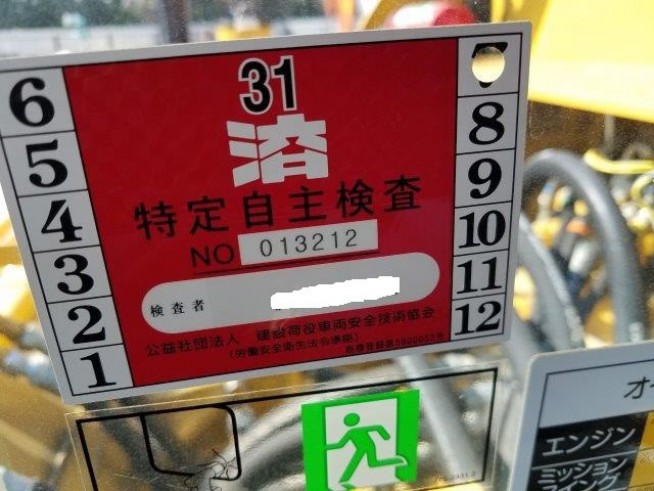 31
済
特定自主検査
NO 013212
検査者
公益社団法人 建設荷役車両安全技術協会
(労働安全衛生法令準拠)
6
5
4
3
2
1
7
8
9
10
11
12
エンジン
ミッション